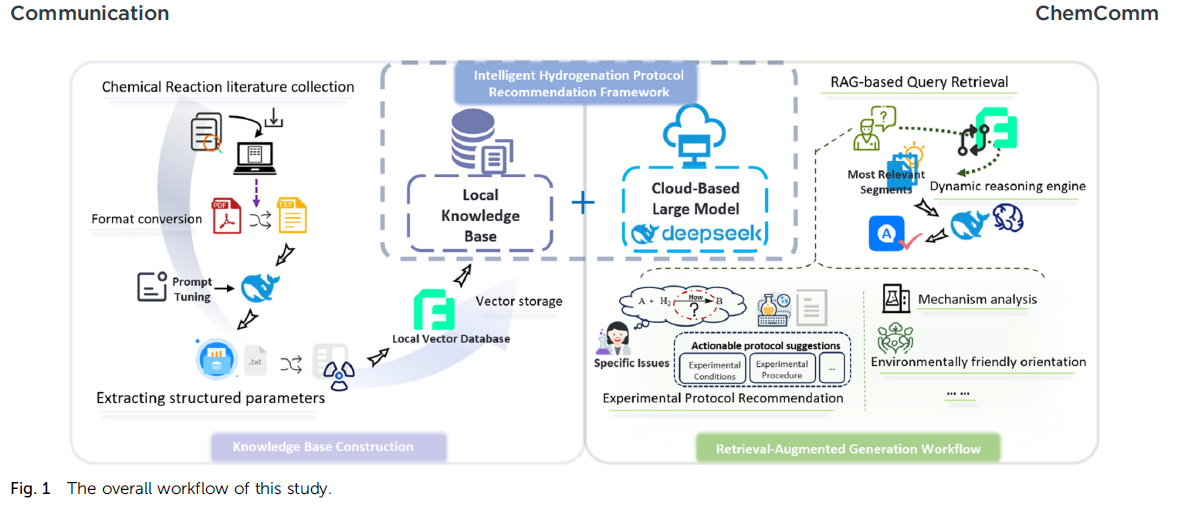 Communication
ChemComm
Intelligent Hydrogenation Protocol
Recommendation Framework
Chemical Reaction literature collection
Format conversion
PDF
TXT
Prompt
Tuning
.txt
Extracting structured parameters
Knowledge Base Construction
Local
Knowledge
Base
+
Cloud-Based
Large Model
deepseek
Vector storage
Local Vector Database
RAG-based Query Retrieval
?
Most Relevant
Segments
Dynamic reasoning engine
A
A + H₂
How
?
B
Specific Issues
Actionable protocol suggestions
Experimental
Conditions
Experimental
Procedure
...
Experimental Protocol Recommendation
Mechanism analysis
Environmentally friendly orientation
... ...
Retrieval-Augmented Generation Workflow
Fig. 1 The overall workflow of this study.